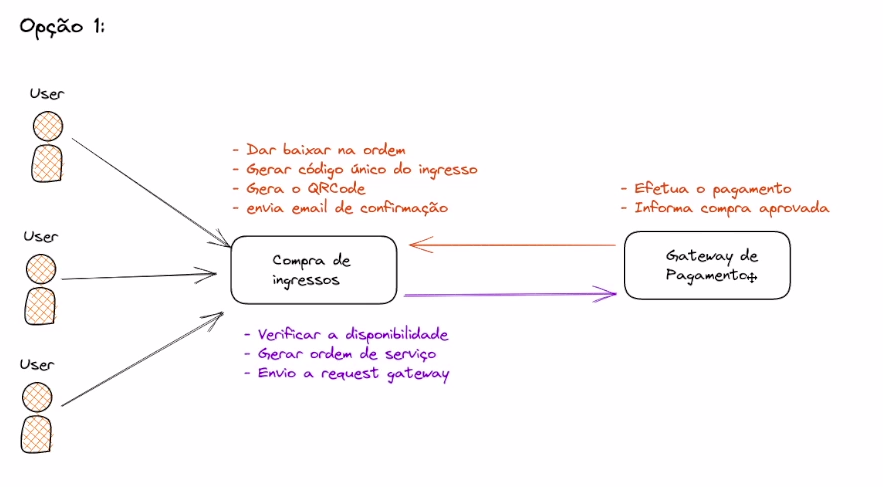 Opção 1:
User
- Dar baixar na ordem
- Gerar código único do ingresso
- Gera o QRCode
- envia email de confirmação
- Efetua o pagamento
- Informa compra aprovada
User
Compra de
ingressos
Gateway de
Pagamento
- Verificar a disponibilidade
- Gerar ordem de serviço
- Envio a request gateway
User